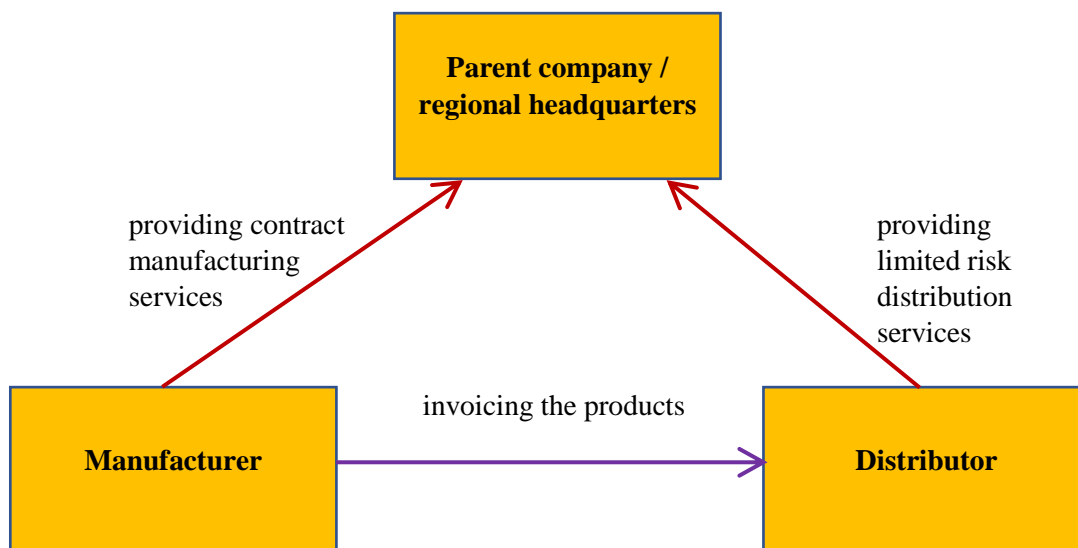 Parent company /
regional headquarters
providing contract
manufacturing
services
providing
limited risk
distribution
services
invoicing the products
Manufacturer
Distributor